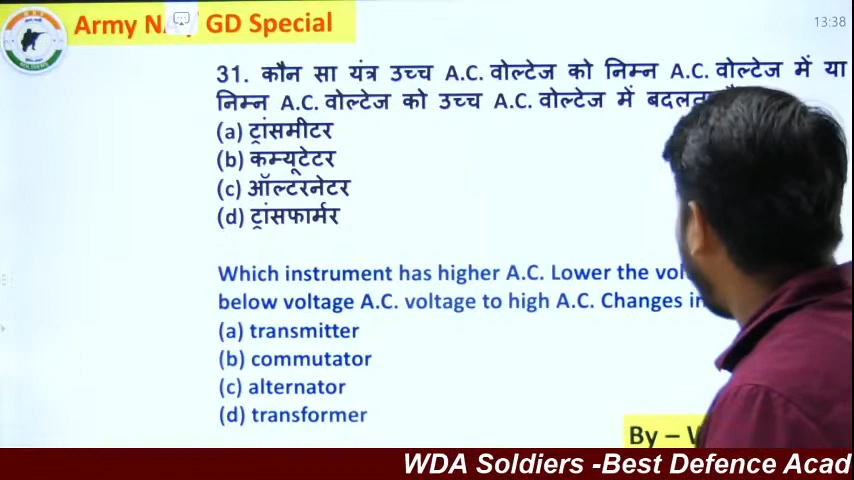 Army N GD Special
13:38
31. कौन सा यंत्र उच्च A.C. वोल्टेज को निम्न A.C. वोल्टेज में या
निम्न A.C. वोल्टेज को उच्च A.C. वोल्टेज में
(a) ट्रांसमीटर
(b) कम्यूटेटर
(c) ऑल्टरनेटर
(d) ट्रांसफार्मर
Which instrument has higher A.C. Lower the
below voltage A.C. voltage to high A.C. Changes in
(a) transmitter
(b) commutator
(c) alternator
(d) transformer
By –
WDA Soldiers -Best Defence Acad